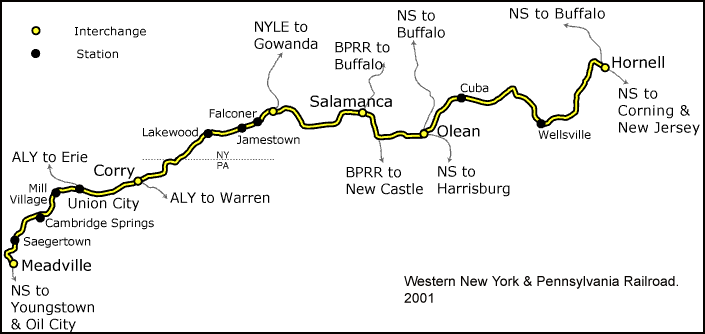 Interchange
Station
NYLE to
Gowanda
BPRR to
Buffalo
NS to
Buffalo
NS to Buffalo
Hornell
NS to
Corning &
New Jersey
Cuba
Wellsville
Salamanca
Olean
Falconer
Jamestown
Lakewood
NY
PA
BPRR to
New Castle
NS to
Harrisburg
ALY to Erie
Corry
ALY to Warren
Mill
Village
Union City
Cambridge Springs
Saegertown
Meadville
NS to
Youngstown
& Oil City
Western New York & Pennsylvania Railroad.
2001